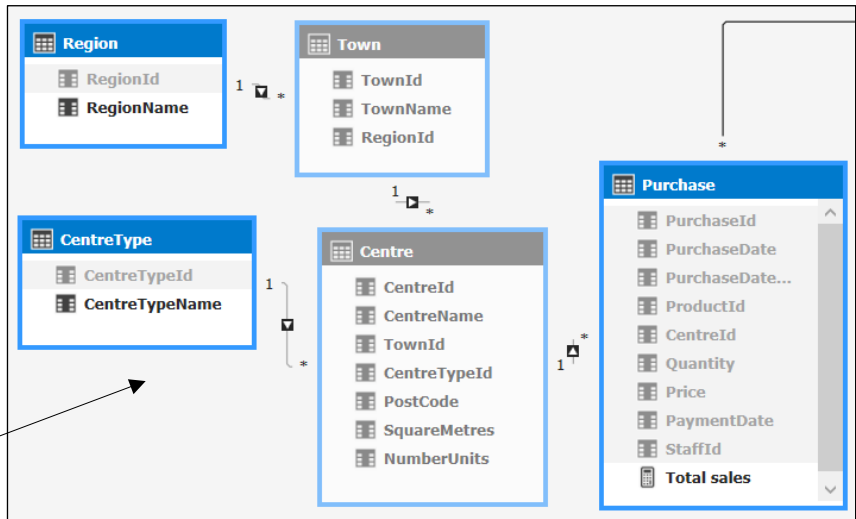 Region
RegionId
RegionName
1
*
Town
TownId
TownName
RegionId
1
*
CentreType
CentreTypeId
CentreTypeName
1
*
Centre
CentreId
CentreName
TownId
CentreTypeId
PostCode
SquareMetres
NumberUnits
1
*
*
Purchase
PurchaseId
PurchaseDate
PurchaseDate...
ProductId
CentreId
Quantity
Price
PaymentDate
StaffId
Total sales